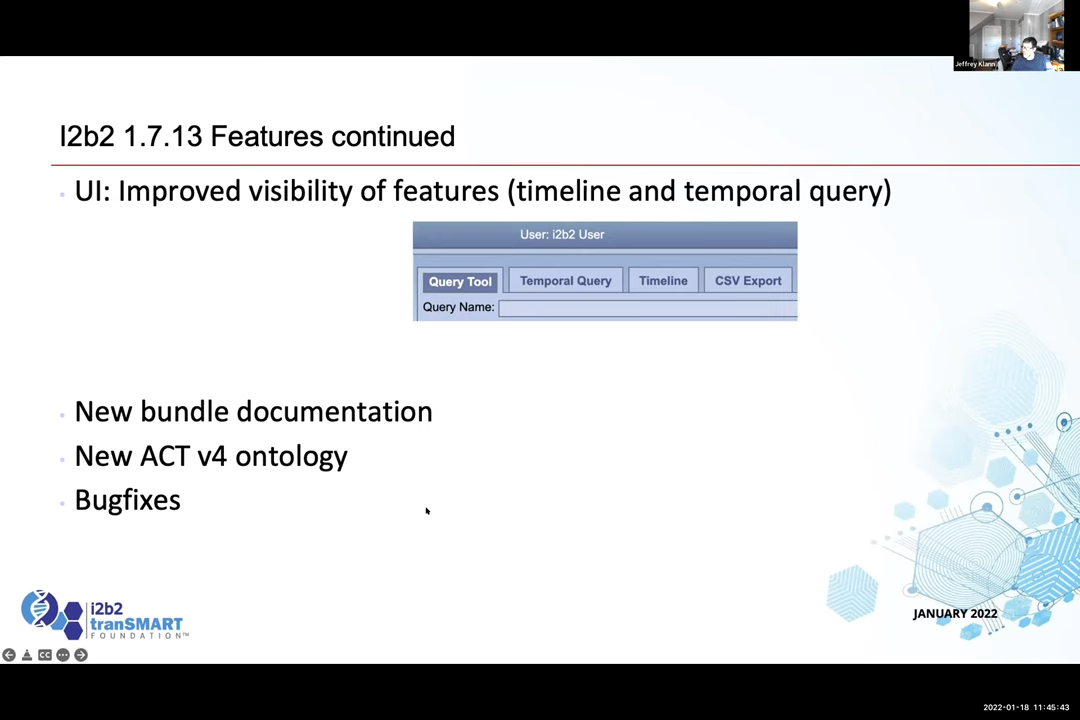 Jeffrey Klann
I2b2 1.7.13 Features continued
UI: Improved visibility of features (timeline and temporal query)
User: i2b2 User
Query Tool Temporal Query Timeline CSV Export
Query Name:
New bundle documentation
New ACT v4 ontology
Bugfixes
i2b2
tranSMART
FOUNDATION™
JANUARY 2022
CC
2022-01-18 11:45:43